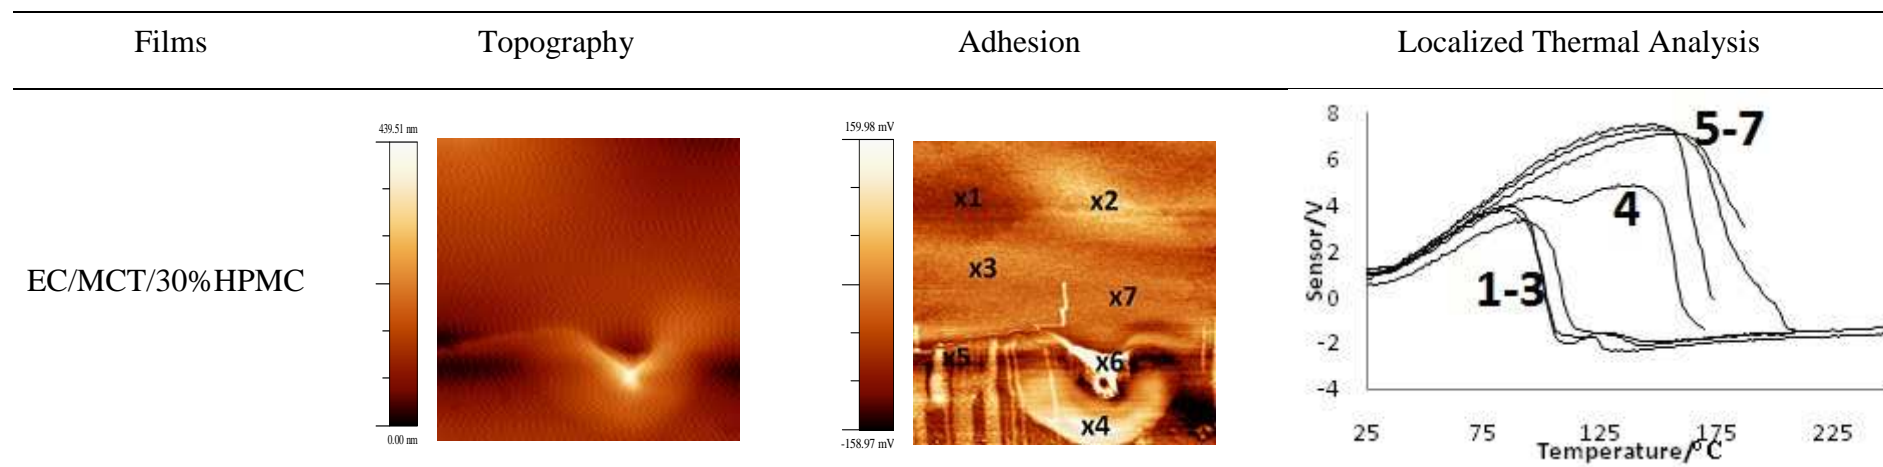 Films Topography Adhesion Localized Thermal Analysis
EC/MCT/30%HPMC
439.51 nm
0.00 nm
159.98 mV
-158.97 mV
x1
x2
x3
x7
x5
x6
x4
Sensor/V
8
6
4
2
0
-2
-4
5-7
4
1-3
25 75 125 175 225
Temperature/°C